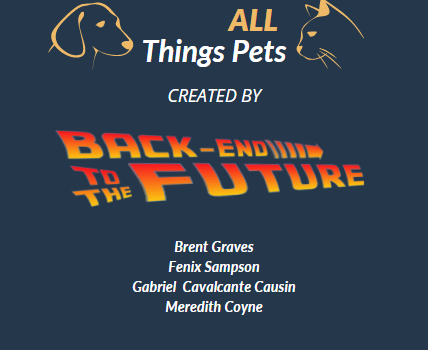 ALL
Things Pets
CREATED BY
BACK-END
TO THE FUTURE
Brent Graves
Fenix Sampson
Gabriel Cavalcante Causin
Meredith Coyne